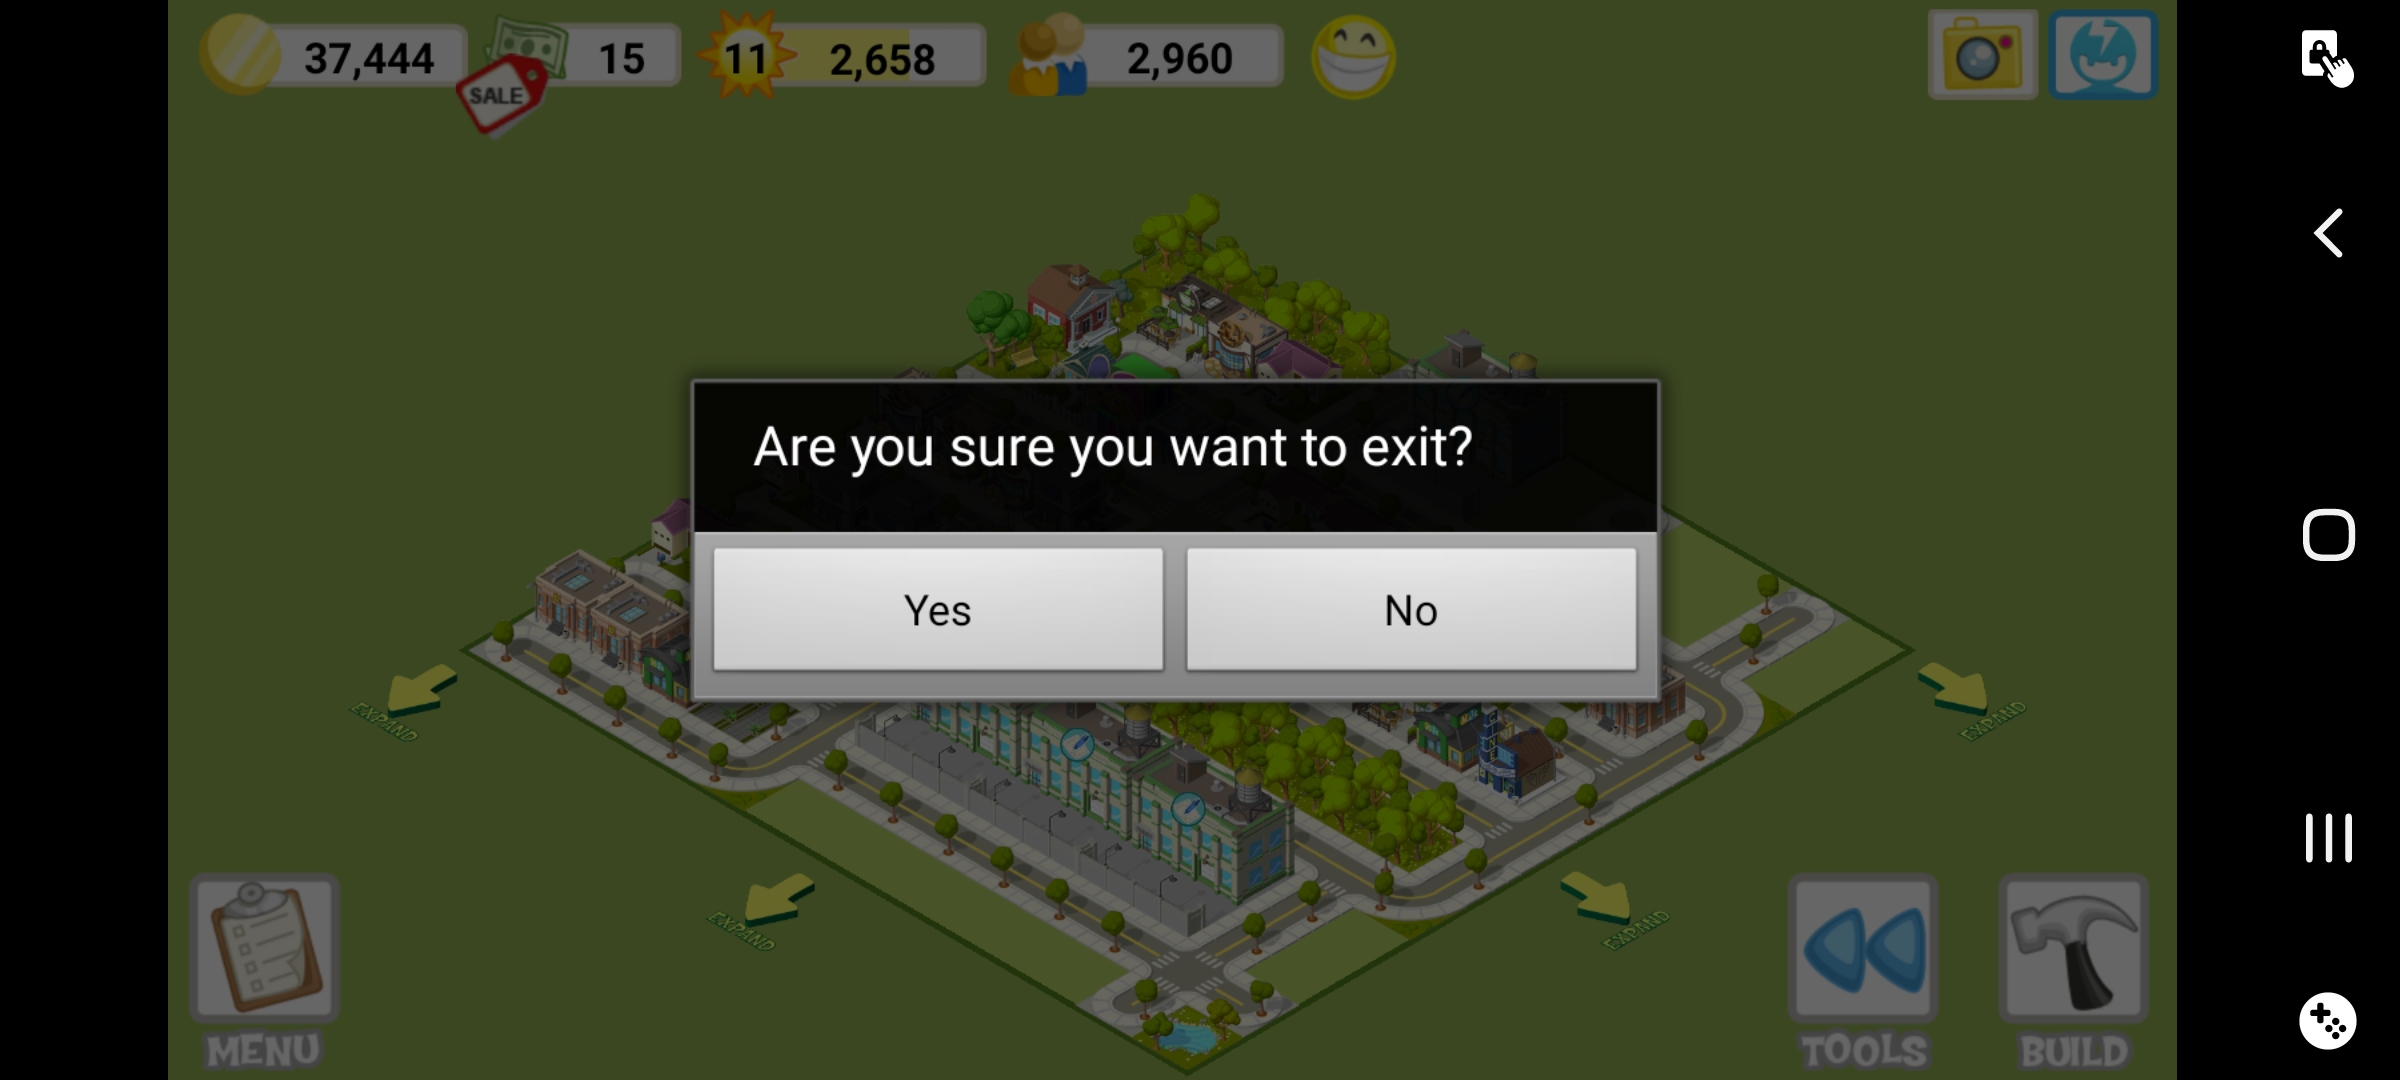 37,444
SALE
15
11
2,658
2,960
Are you sure you want to exit?
Yes
No
EXPAND
EXPAND
EXPAND
EXPAND
MENU
TOOLS
BUILD